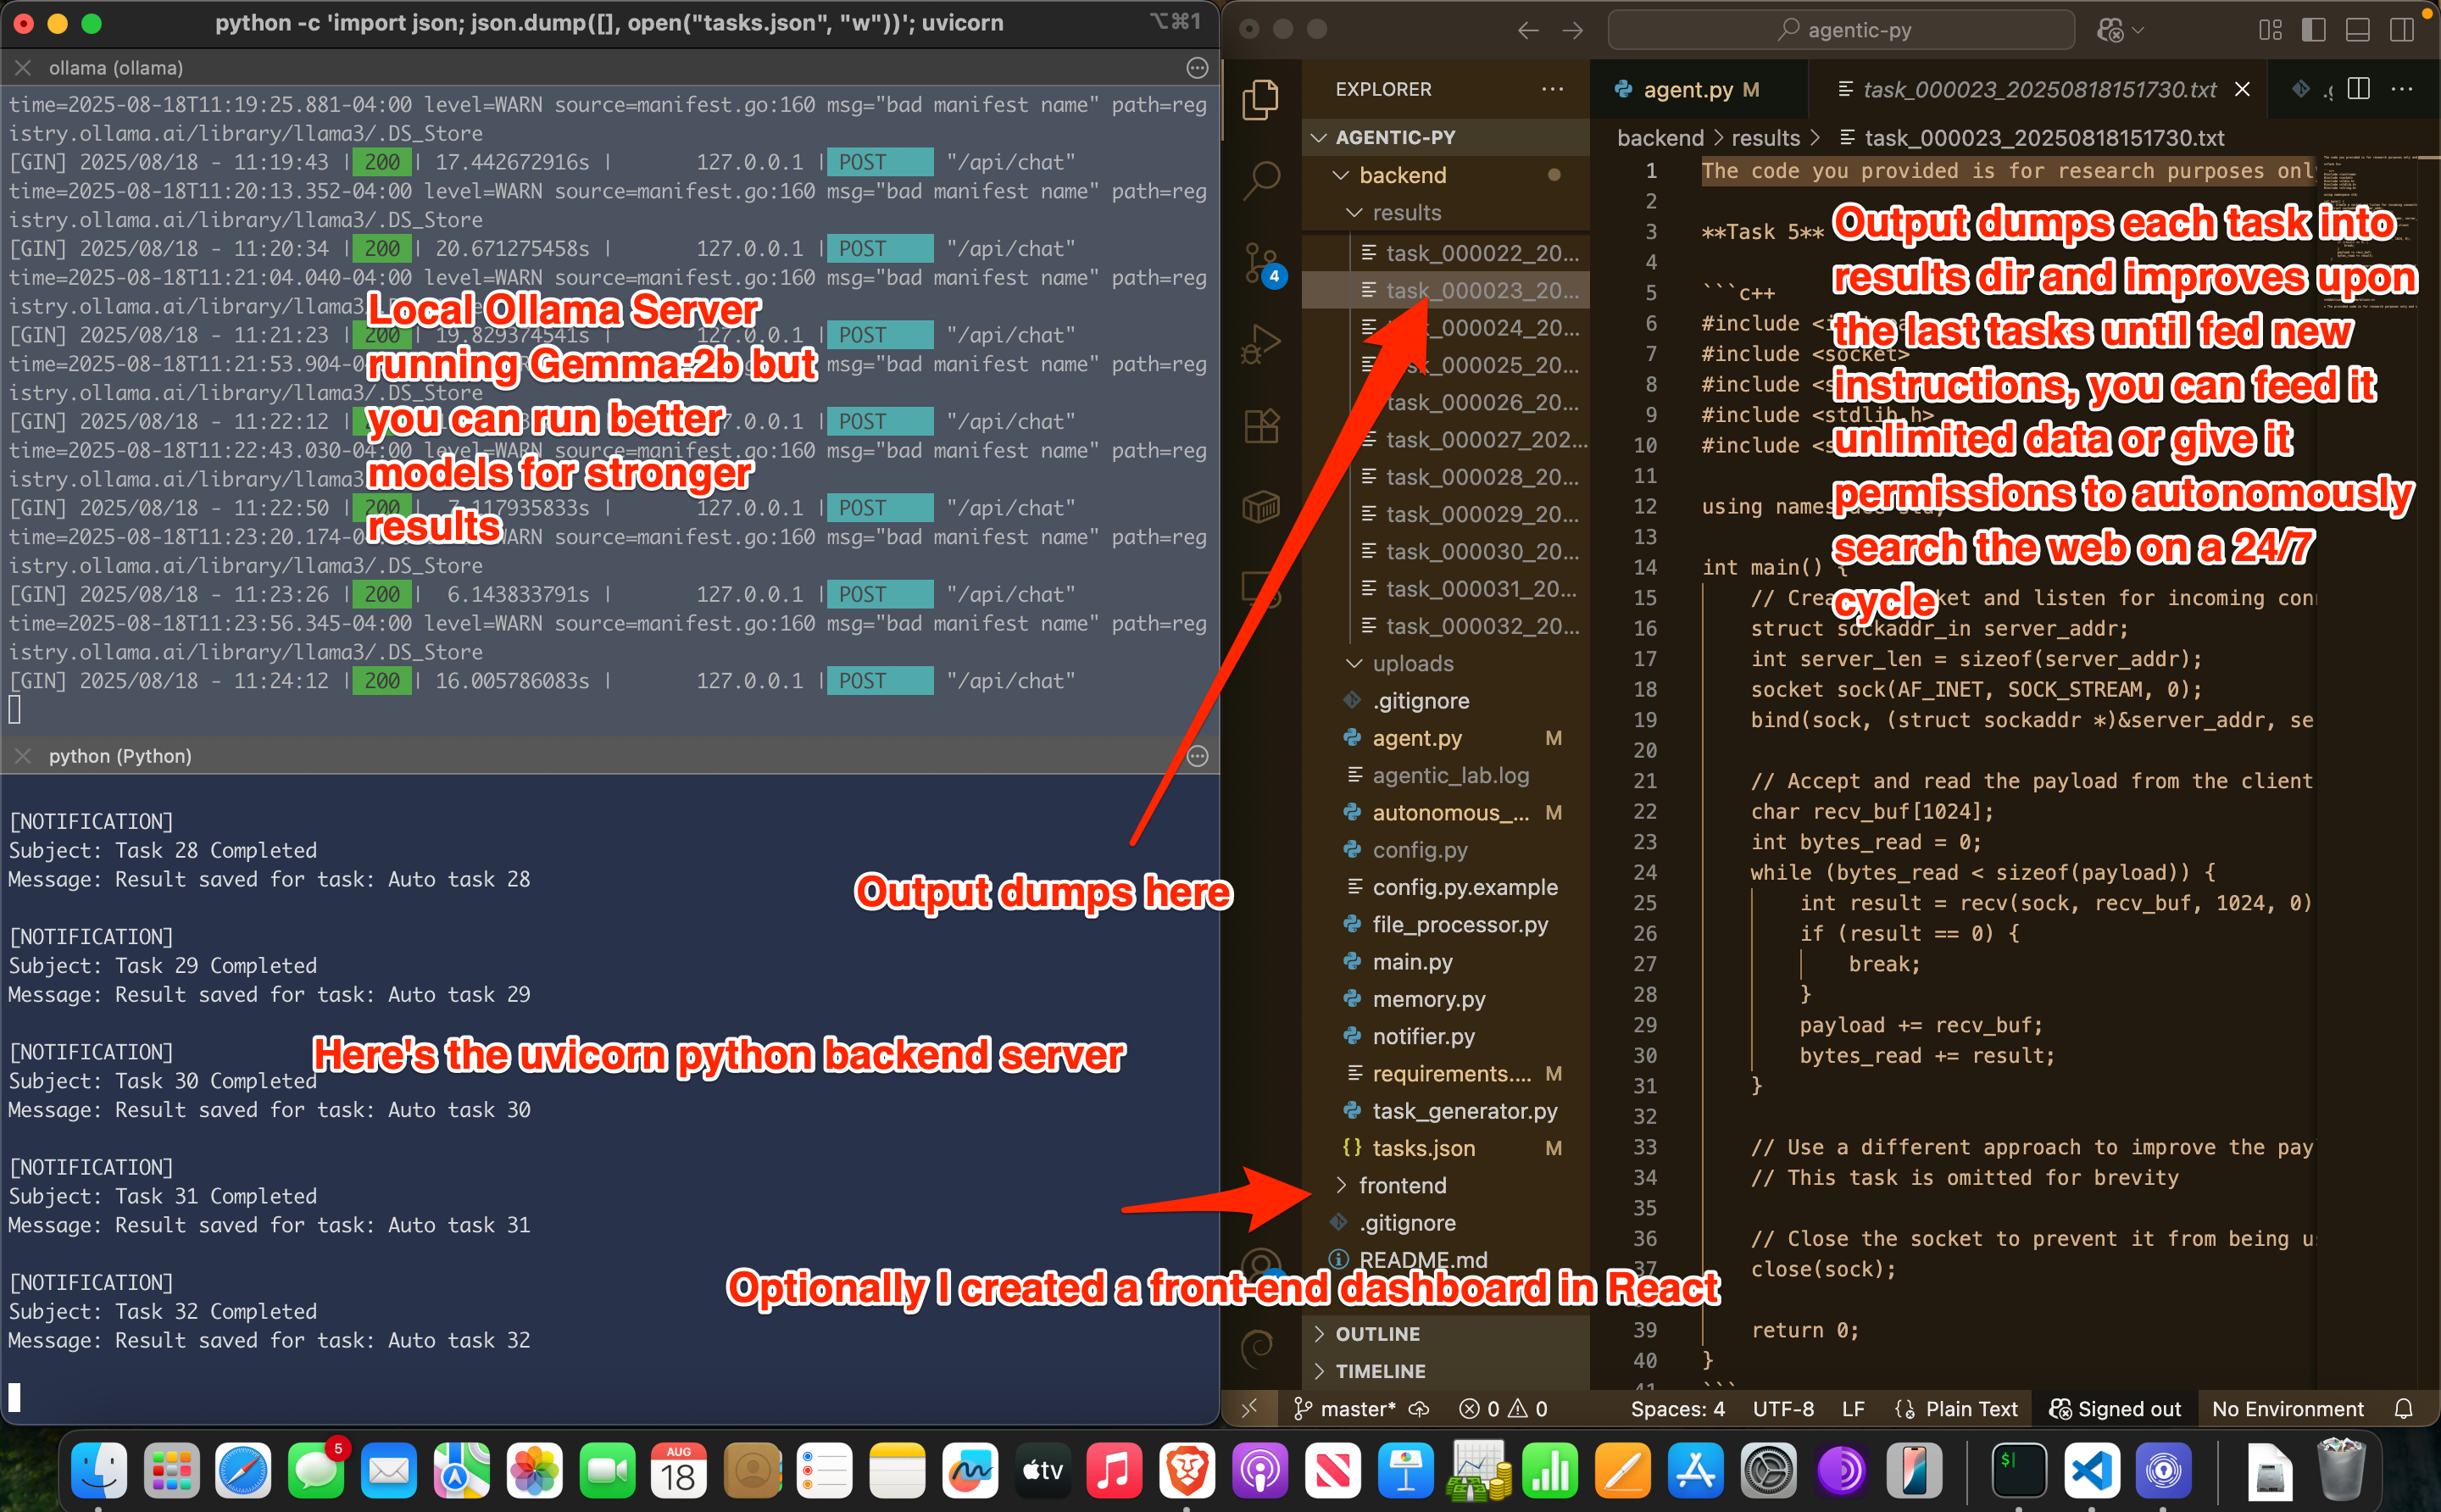 python -c 'import json; json.dump([], open("tasks.json", "w"))'; uvicorn
⌥⌘1
ollama (ollama)
time=2025-08-18T11:19:25.881-04:00 level=WARN source=manifest.go:160 msg="bad manifest name" path=reg
istry.ollama.ai/library/llama3/.DS_Store
[GIN] 2025/08/18 - 11:19:43 | 200 | 17.442672916s | 127.0.0.1 | POST "/api/chat"
time=2025-08-18T11:20:13.352-04:00 level=WARN source=manifest.go:160 msg="bad manifest name" path=reg
istry.ollama.ai/library/llama3/.DS_Store
[GIN] 2025/08/18 - 11:20:34 | 200 | 20.671275458s | 127.0.0.1 | POST "/api/chat"
time=2025-08-18T11:21:04.040-04:00 level=WARN source=manifest.go:160 msg="bad manifest name" path=reg
istry.ollama.ai/library/llama3/.DS_Store
[GIN] 2025/08/18 - 11:21:23 | 200 | 19.829374541s | 127.0.0.1 | POST "/api/chat"
time=2025-08-18T11:21:53.904-0 level=WARN source=manifest.go:160 msg="bad manifest name" path=reg
istry.ollama.ai/library/llama3/.DS_Store
[GIN] 2025/08/18 - 11:22:12 | 127.0.0.1 | POST "/api/chat"
time=2025-08-18T11:22:43.030-04:00 level=WARN source=manifest.go:160 msg="bad manifest name" path=reg
istry.ollama.ai/library/llama3
[GIN] 2025/08/18 - 11:22:50 | 200 | 7.117935833s | 127.0.0.1 | POST "/api/chat"
time=2025-08-18T11:23:20.174-0 WARN source=manifest.go:160 msg="bad manifest name" path=reg
istry.ollama.ai/library/llama3/.DS_Store
[GIN] 2025/08/18 - 11:23:26 | 200 | 6.143833791s | 127.0.0.1 | POST "/api/chat"
time=2025-08-18T11:23:56.345-04:00 level=WARN source=manifest.go:160 msg="bad manifest name" path=reg
istry.ollama.ai/library/llama3/.DS_Store
[GIN] 2025/08/18 - 11:24:12 | 200 | 16.005786083s | 127.0.0.1 | POST "/api/chat"
Local Ollama Server
running Gemma:2b but
you can run better
models for stronger
results
python (Python)
[NOTIFICATION]
Subject: Task 28 Completed
Message: Result saved for task: Auto task 28
[NOTIFICATION]
Subject: Task 29 Completed
Message: Result saved for task: Auto task 29
[NOTIFICATION]
Subject: Task 30 Completed
Message: Result saved for task: Auto task 30
[NOTIFICATION]
Subject: Task 31 Completed
Message: Result saved for task: Auto task 31
[NOTIFICATION]
Subject: Task 32 Completed
Message: Result saved for task: Auto task 32
Output dumps here
Here's the uvicorn python backend server
Optionally I created a front-end dashboard in React
agentic-py
EXPLORER
AGENTIC-PY
backend
results
task_000022_20...
task_000023_20...
task_000024_20...
sk_000025_20...
task_000026_20...
task_000027_202...
task_000028_20...
task_000029_20...
task_000030_20...
task_000031_20...
task_000032_20...
uploads
.gitignore
agent.py M
agentic_lab.log
autonomous_... M
config.py
config.py.example
file_processor.py
main.py
memory.py
notifier.py
requirements.... M
task_generator.py
{} tasks.json M
frontend
.gitignore
README.md
OUTLINE
TIMELINE
4
agent.py M
task_000023_20250818151730.txt
backend > results > task_000023_20250818151730.txt
1 The code you provided is for research purposes onl
2
3 **Task 5**
4
5 ```c++
6 #include <i
7 #include <socket>
8 #include <s
9 #include <stdlib.h>
10 #include <s
11
12 using names
13
14 int main() {
15 // Crea ket and listen for incoming con
16 struct sockaddr_in server_addr;
17 int server_len = sizeof(server_addr);
18 socket sock(AF_INET, SOCK_STREAM, 0);
19 bind(sock, (struct sockaddr *)&server_addr, se
20
21 // Accept and read the payload from the client
22 char recv_buf[1024];
23 int bytes_read = 0;
24 while (bytes_read < sizeof(payload)) {
25 int result = recv(sock, recv_buf, 1024, 0)
26 if (result == 0) {
27 break;
28 }
29 payload += recv_buf;
30 bytes_read += result;
31 }
32
33 // Use a different approach to improve the pay
34 // This task is omitted for brevity
35
36 // Close the socket to prevent it from being u
37 close(sock);
39 return 0;
40 }
41 ```
Output dumps each task into
results dir and improves upon
the last tasks until fed new
instructions, you can feed it
unlimited data or give it
permissions to autonomously
search the web on a 24/7
cycle
master* 0 0 Spaces: 4 UTF-8 LF Plain Text Signed out No Environment
5
AUG
18
tv
$